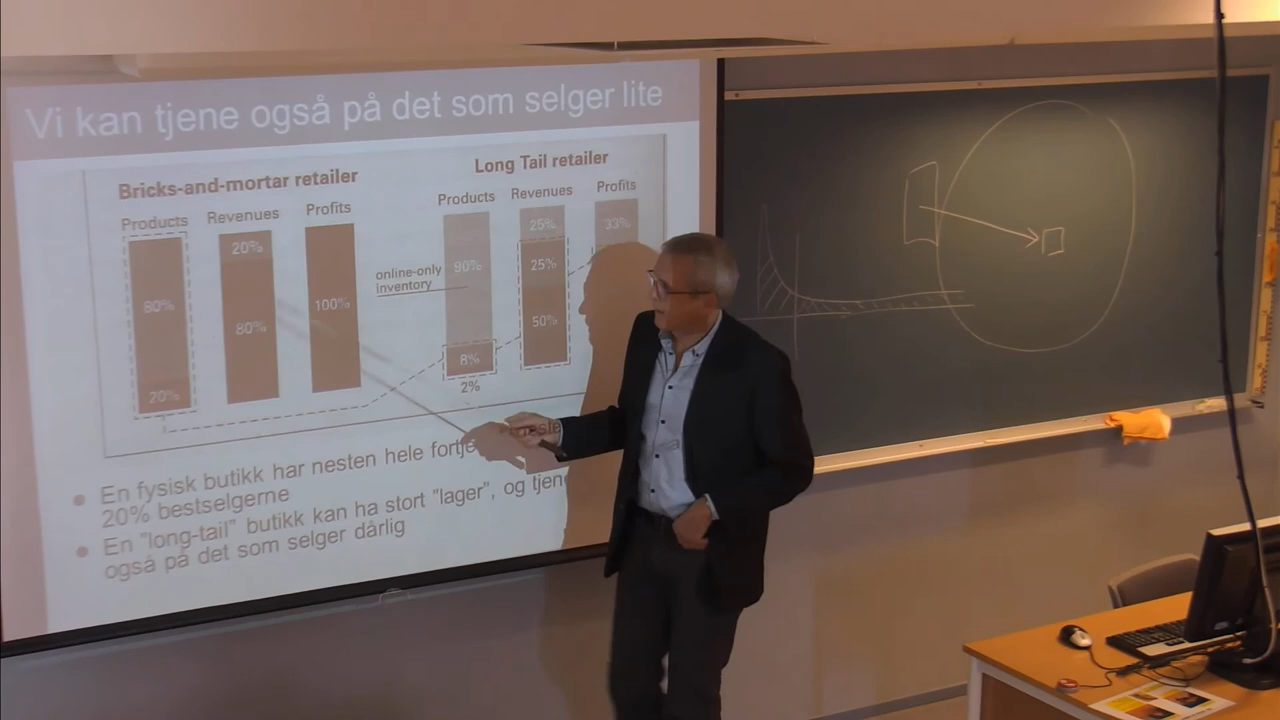 Vi kan tjene også på det som selger lite
Bricks-and-mortar retailer
Products Revenues Profits
80%
20%
20%
80%
100%
Long Tail retailer
Products Revenues Profits
online-only
inventory
90%
8%
2%
25%
25%
50%
33%
En fysisk butikk har nesten hele
20% bestselgerne
En "long-tail" butikk kan ha stort "lager", og
også på det som selger dårlig